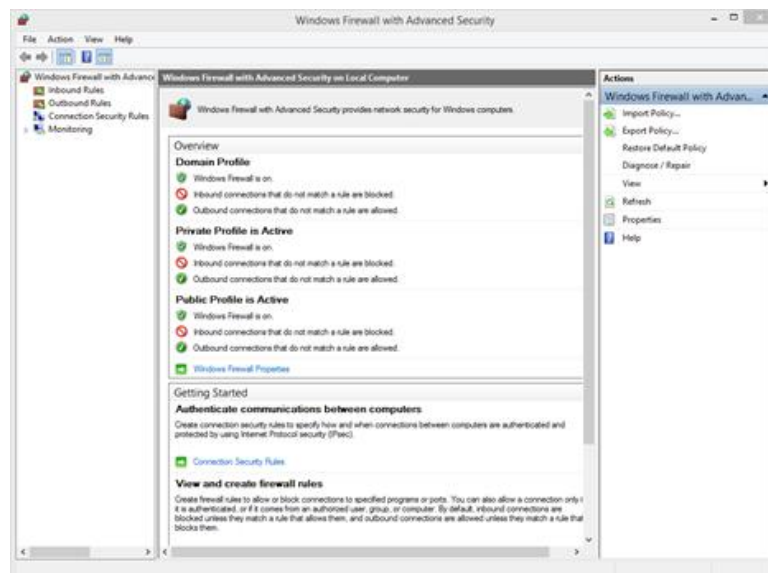 Windows Firewall with Advanced Security
File Action View Help
Windows Firewall with Advance
Inbound Rules
Outbound Rules
Connection Security Rules
Monitoring
Windows Firewall with Advanced Security on Local Computer
Windows Firewall with Advanced Security provides network security for Windows computers.
Overview
Domain Profile
Windows Firewall is on.
Inbound connections that do not match a rule are blocked.
Outbound connections that do not match a rule are allowed.
Private Profile is Active
Windows Firewall is on.
Inbound connections that do not match a rule are blocked.
Outbound connections that do not match a rule are allowed.
Public Profile is Active
Windows Firewall is on.
Inbound connections that do not match a rule are blocked.
Outbound connections that do not match a rule are allowed.
Windows Firewall Properties
Getting Started
Authenticate communications between computers
Create connection security rules to specify how and when connections between computers are authenticated and
protected by using Internet Protocol security (IPsec).
Connection Security Rules
View and create firewall rules
Create firewall rules to allow or block connections to specified programs or ports. You can also allow a connection only i
it is authenticated, or if it comes from an authorized user, group, or computer. By default, inbound connections are
blocked unless they match a rule that allows them, and outbound connections are allowed unless they match a rule that
blocks them.
Actions
Windows Firewall with Advan...
Import Policy...
Export Policy...
Restore Default Policy
Diagnose / Repair
View
Refresh
Properties
Help